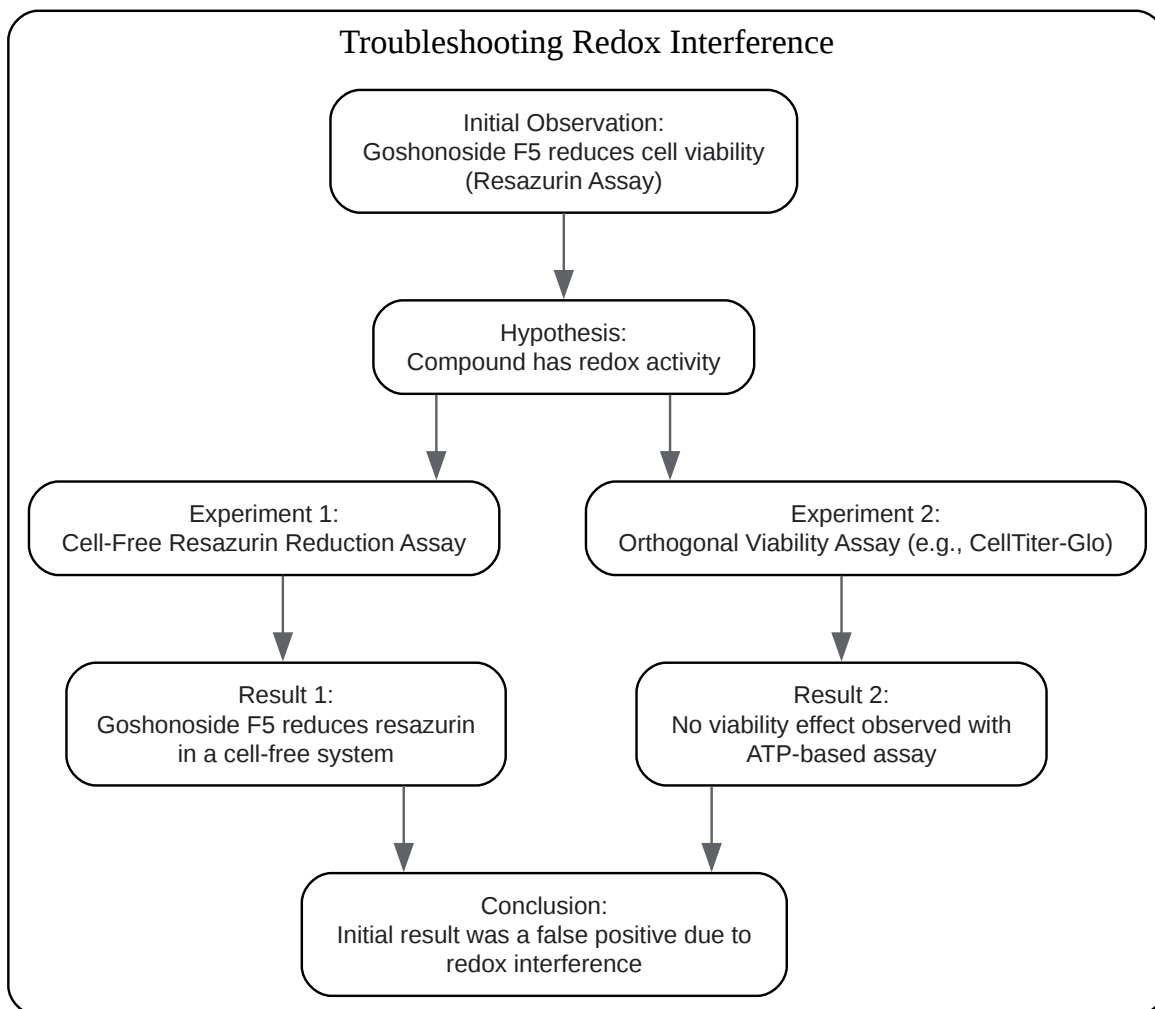 Troubleshooting Redox Interference
Initial Observation:
Goshonoside F5 reduces cell viability
(Resazurin Assay)
Hypothesis:
Compound has redox activity
Experiment 1:
Cell-Free Resazurin Reduction Assay
Experiment 2:
Orthogonal Viability Assay (e.g., CellTiter-Glo)
Result 1:
Goshonoside F5 reduces resazurin
in a cell-free system
Result 2:
No viability effect observed with
ATP-based assay
Conclusion:
Initial result was a false positive due to
redox interference